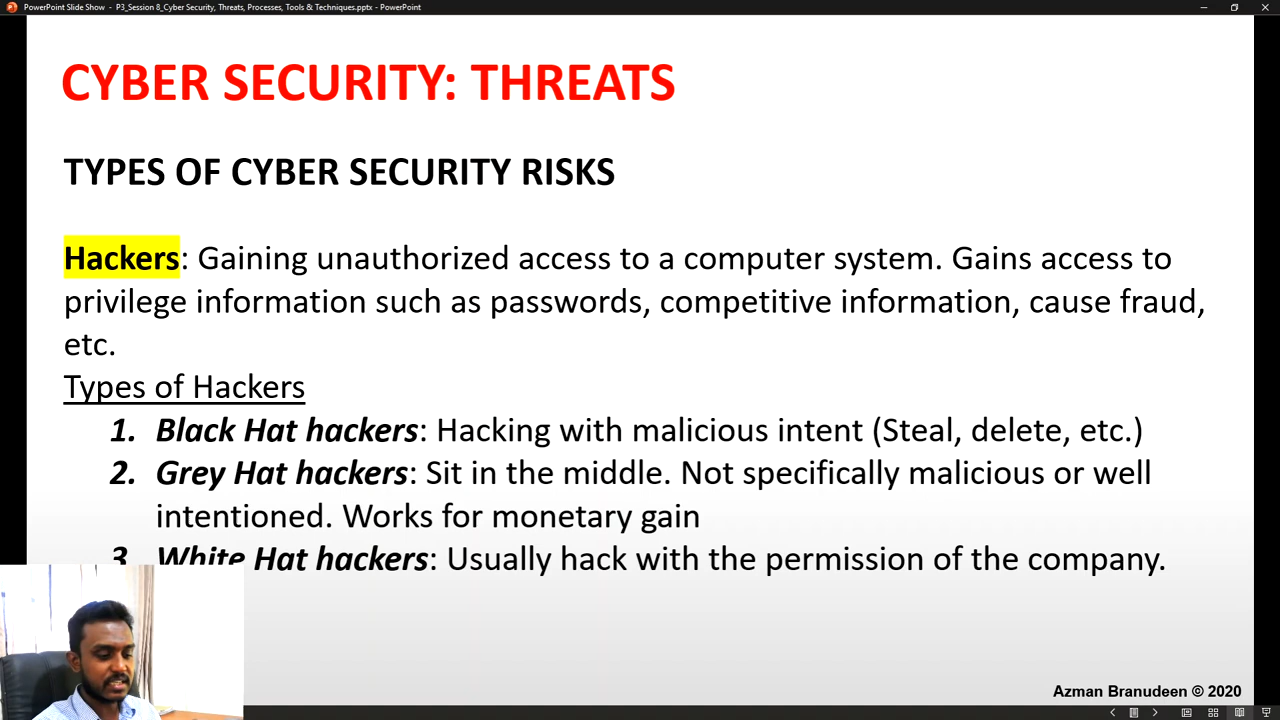 PowerPoint Slide Show - P3_Session 8_Cyber Security, Threats, Processes, Tools & Techniques.pptx - PowerPoint
CYBER SECURITY: THREATS
TYPES OF CYBER SECURITY RISKS
Hackers: Gaining unauthorized access to a computer system. Gains access to
privilege information such as passwords, competitive information, cause fraud,
etc.
Types of Hackers
1. Black Hat hackers: Hacking with malicious intent (Steal, delete, etc.)
2. Grey Hat hackers: Sit in the middle. Not specifically malicious or well
intentioned. Works for monetary gain
3. White Hat hackers: Usually hack with the permission of the company.
Azman Branudeen © 2020